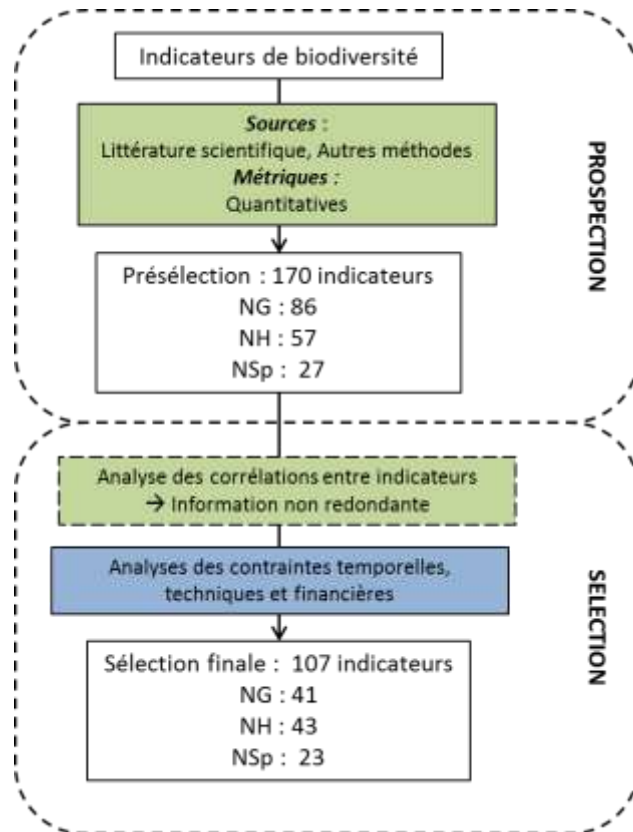 Indicateurs de biodiversité
Sources :
Littérature scientifique, Autres méthodes
Métriques :
Quantitatives
Présélection : 170 indicateurs
NG : 86
NH : 57
NSp : 27
PROSPECTION
Analyse des corrélations entre indicateurs
→ Information non redondante
Analyses des contraintes temporelles,
techniques et financières
Sélection finale : 107 indicateurs
NG : 41
NH : 43
NSp : 23
SELECTION